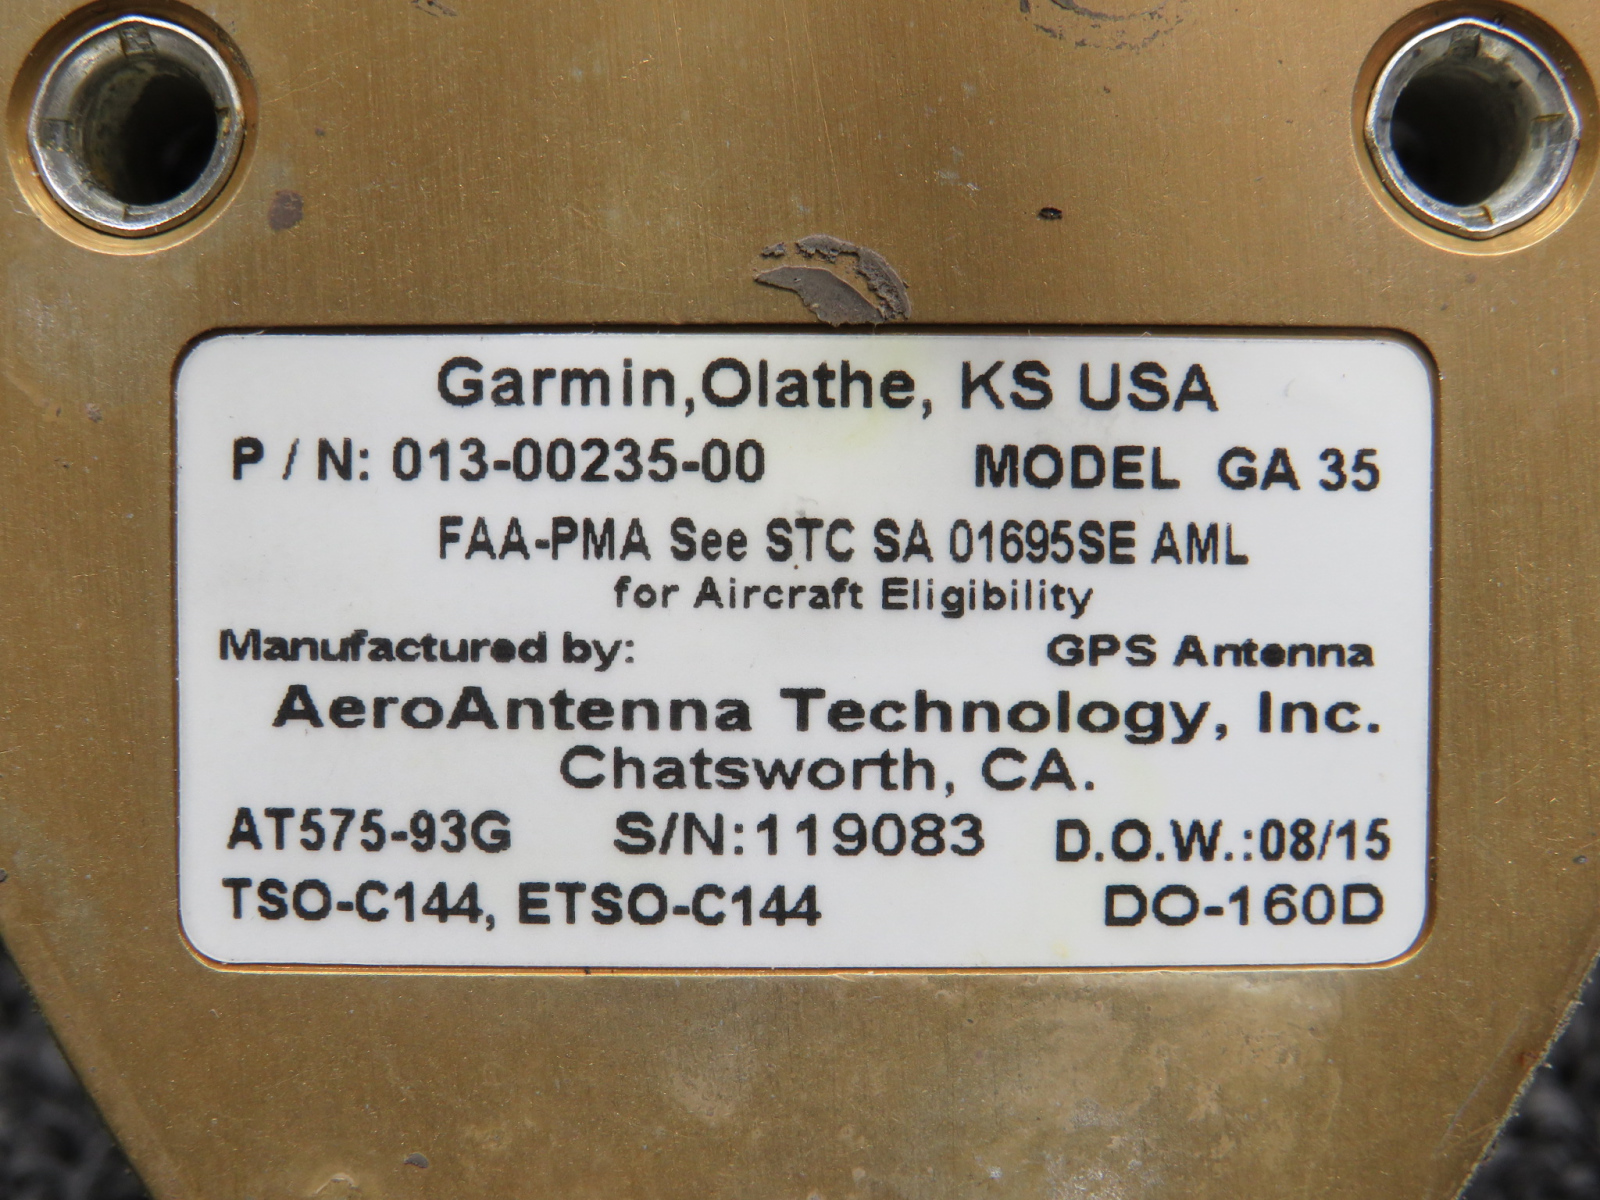 Garmin,Olathe, KS USA
P / N: 013-00235-00 MODEL GA 35
FAA-PMA See STC SA 01695SE AML
for Aircraft Eligibility
Manufactured by: GPS Antenna
AeroAntenna Technology, Inc.
Chatsworth, CA.
AT575-93G S/N:119083 D.O.W.:08/15
TSO-C144, ETSO-C144 DO-160D